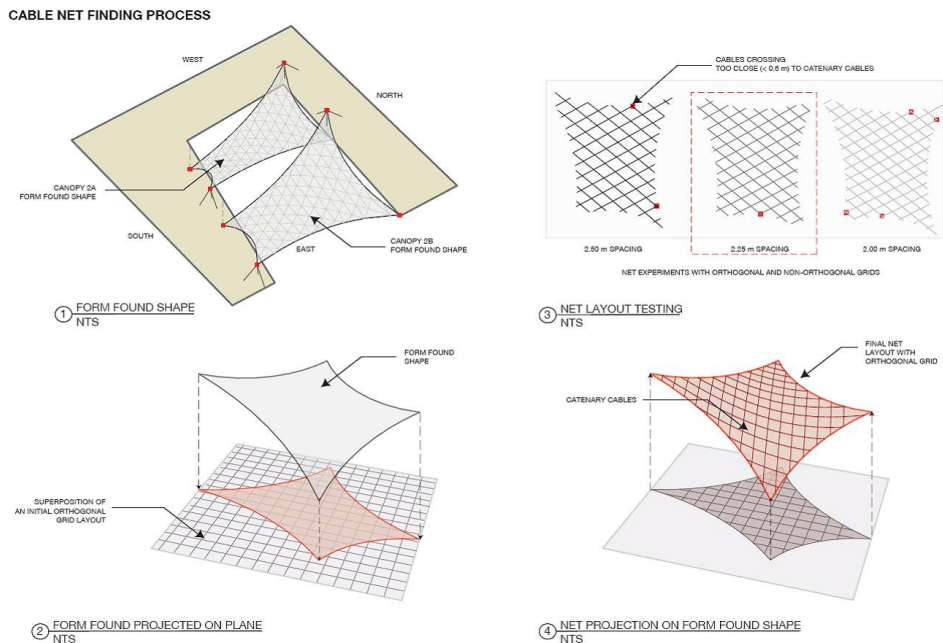 CABLE NET FINDING PROCESS
WEST
NORTH
CANOPY 2A
FORM FOUND SHAPE
SOUTH
EAST
CANOPY 2B
FORM FOUND SHAPE
1 FORM FOUND SHAPE
NTS
CABLES CROSSING
TOO CLOSE (< 0.6 m) TO CATENARY CABLES
2.50 m SPACING
2.25 m SPACING
2.00 m SPACING
NET EXPERIMENTS WITH ORTHOGONAL AND NON-ORTHOGONAL GRIDS
3 NET LAYOUT TESTING
NTS
FORM FOUND
SHAPE
SUPERPOSITION OF
AN INITIAL ORTHOGONAL
GRID LAYOUT
2 FORM FOUND PROJECTED ON PLANE
NTS
FINAL NET
LAYOUT WITH
ORTHOGONAL GRID
CATENARY CABLES
4 NET PROJECTION ON FORM FOUND SHAPE
NTS